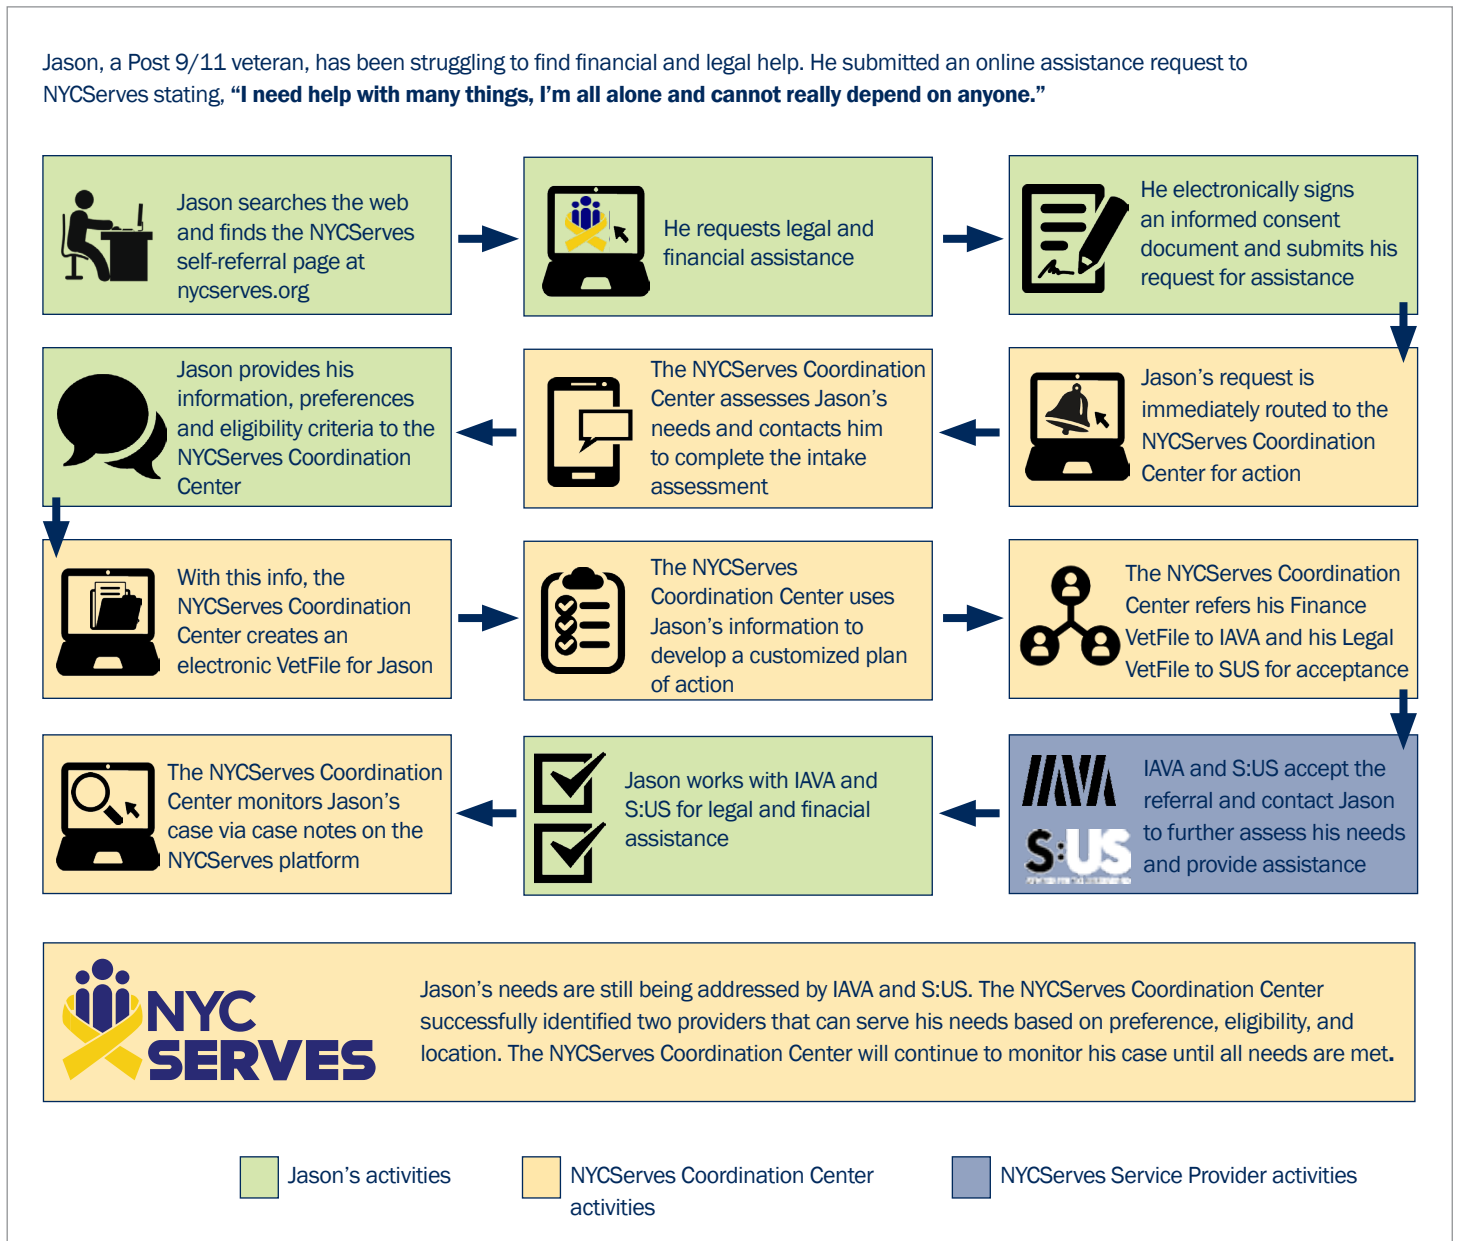 Jason, a Post 9/11 veteran, has been struggling to find financial and legal help. He submitted an online assistance request to
NYCServes stating, “I need help with many things, I’m all alone and cannot really depend on anyone.”
Jason searches the web
and finds the NYCServes
self-referral page at
nycserves.org
He requests legal and
financial assistance
He electronically signs
an informed consent
document and submits his
request for assistance
Jason’s request is
immediately routed to the
NYCServes Coordination
Center for action
The NYCServes Coordination
Center assesses Jason’s
needs and contacts him
to complete the intake
assessment
Jason provides his
information, preferences
and eligibility criteria to the
NYCServes Coordination
Center
With this info, the
NYCServes Coordination
Center creates an
electronic VetFile for Jason
The NYCServes
Coordination Center uses
Jason’s information to
develop a customized plan
of action
The NYCServes Coordination
Center refers his Finance
VetFile to IAVA and his Legal
VetFile to SUS for acceptance
IAVA
S:US
IAVA and S:US accept the
referral and contact Jason
to further assess his needs
and provide assistance
Jason works with IAVA and
S:US for legal and finacial
assistance
The NYCServes Coordination
Center monitors Jason’s
case via case notes on the
NYCServes platform
NYC
SERVES
Jason’s needs are still being addressed by IAVA and S:US. The NYCServes Coordination Center
successfully identified two providers that can serve his needs based on preference, eligibility, and
location. The NYCServes Coordination Center will continue to monitor his case until all needs are met.
Jason’s activities
NYCServes Coordination Center
activities
NYCServes Service Provider activities